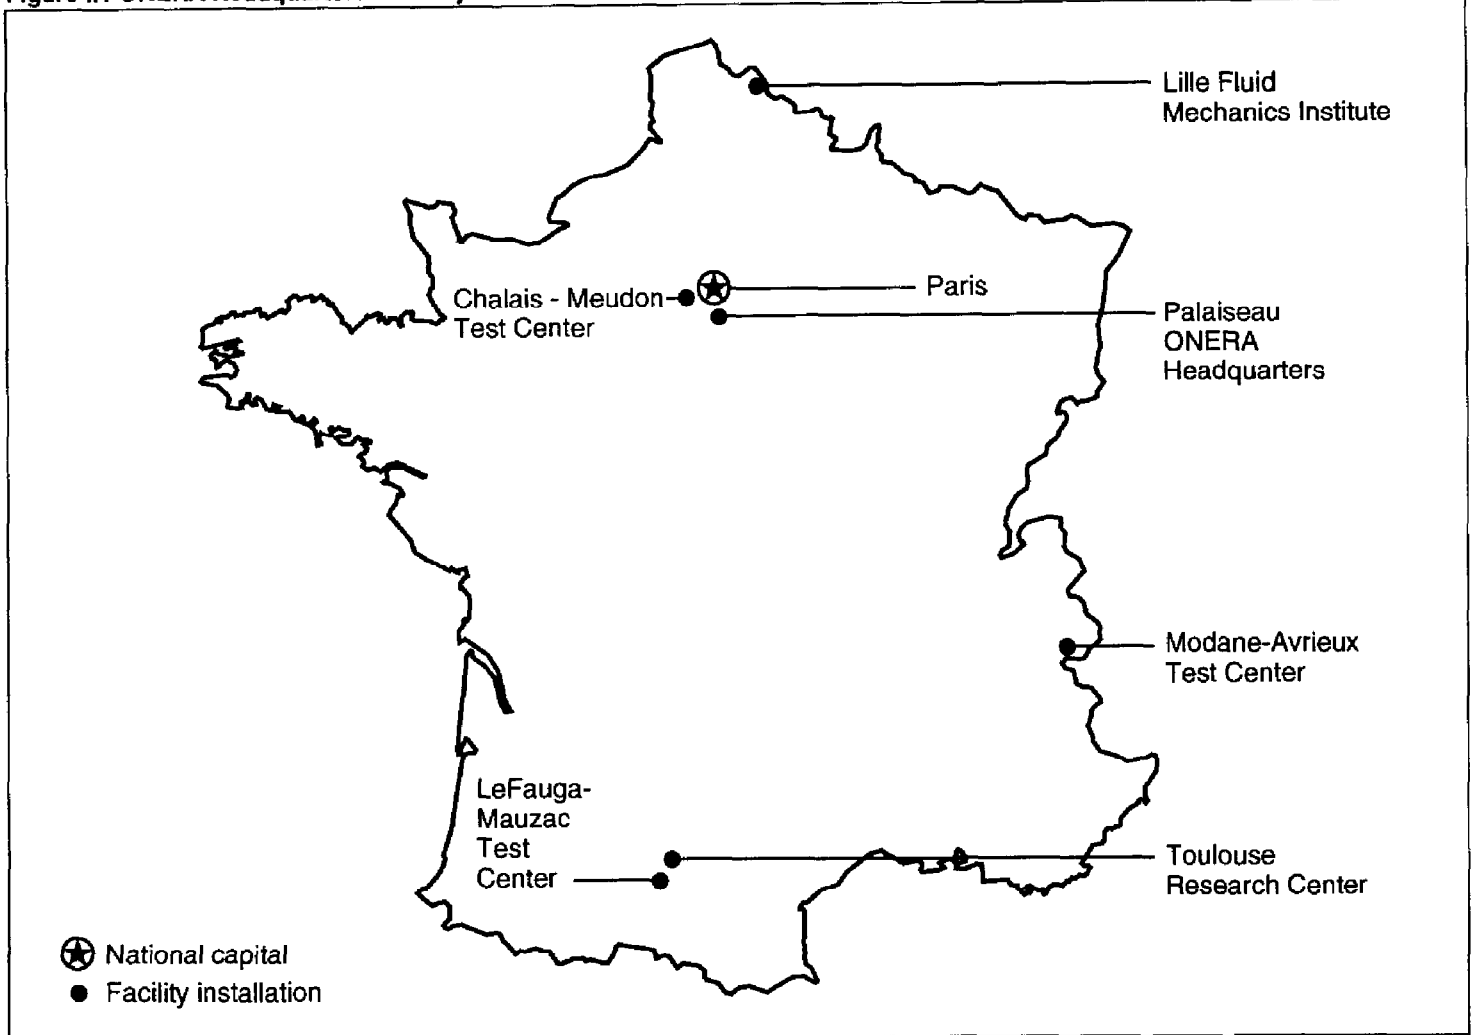 Lille Fluid
Mechanics Institute
Chalais - Meudon
Test Center
Paris
Palaiseau
ONERA
Headquarters
Modane-Avrieux
Test Center
LeFauga-
Mauzac
Test
Center
Toulouse
Research Center
National capital
Facility installation